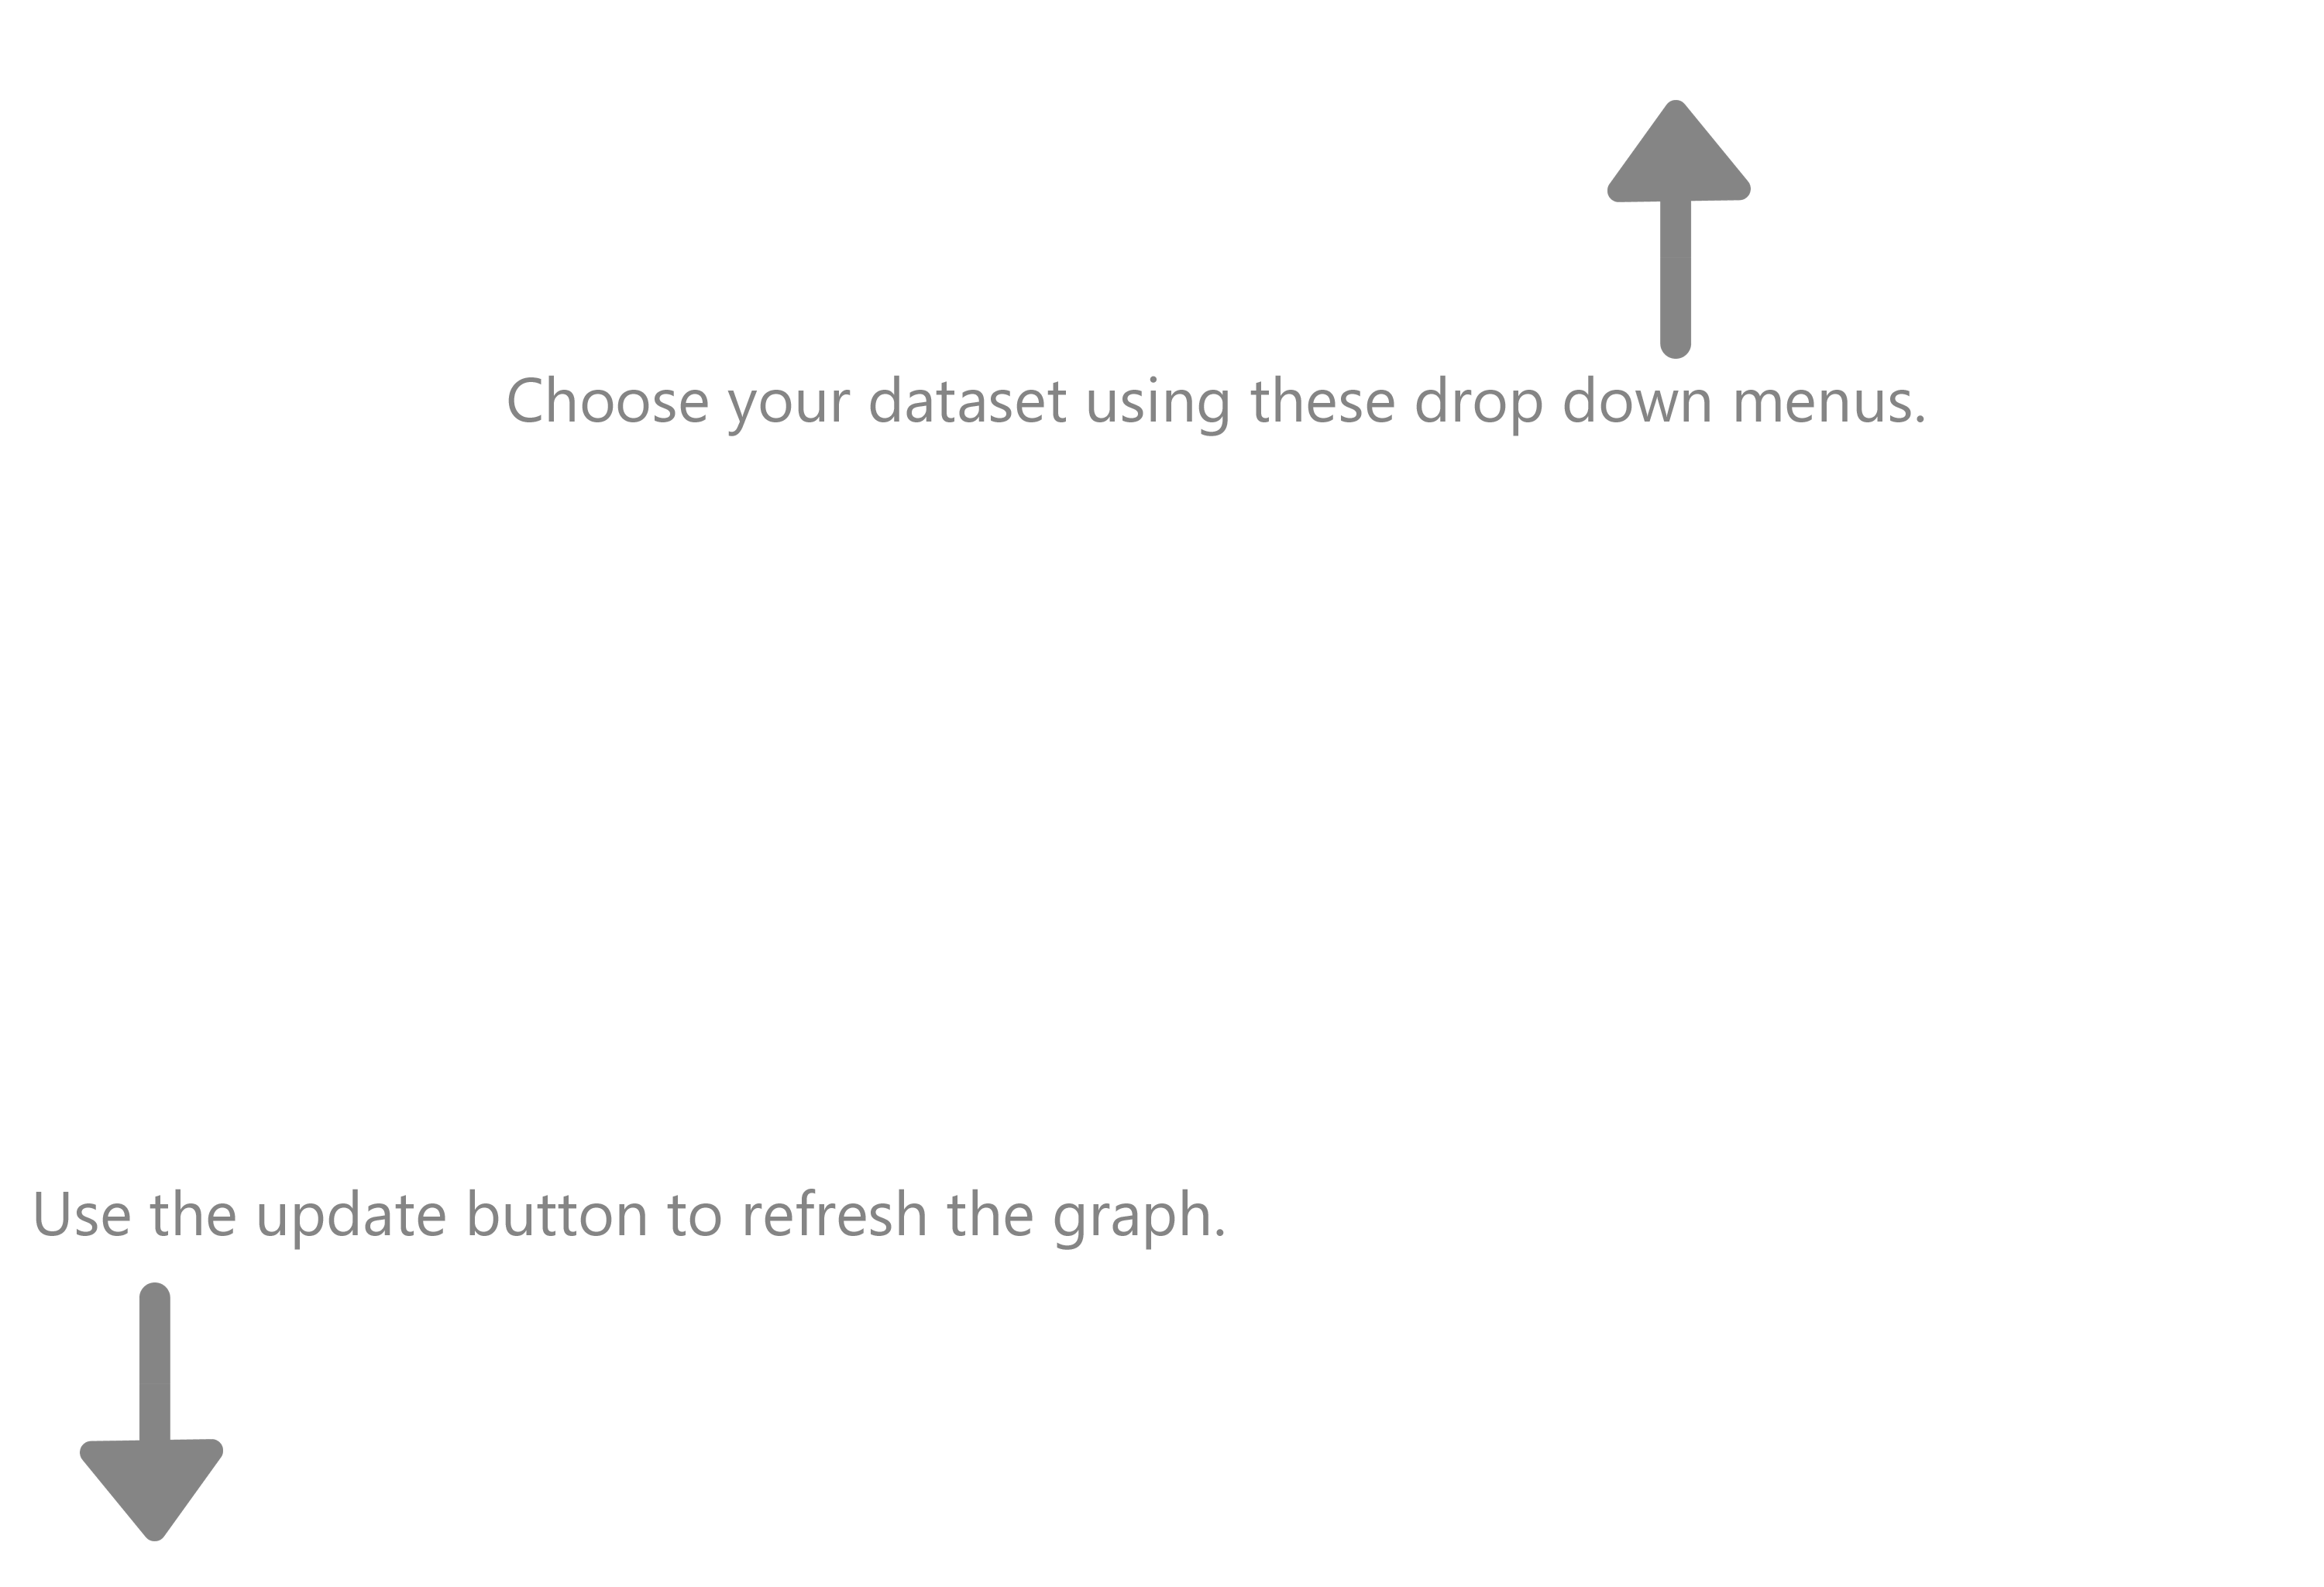 Choose your dataset using these drop down menus.
Use the update button to refresh the graph.